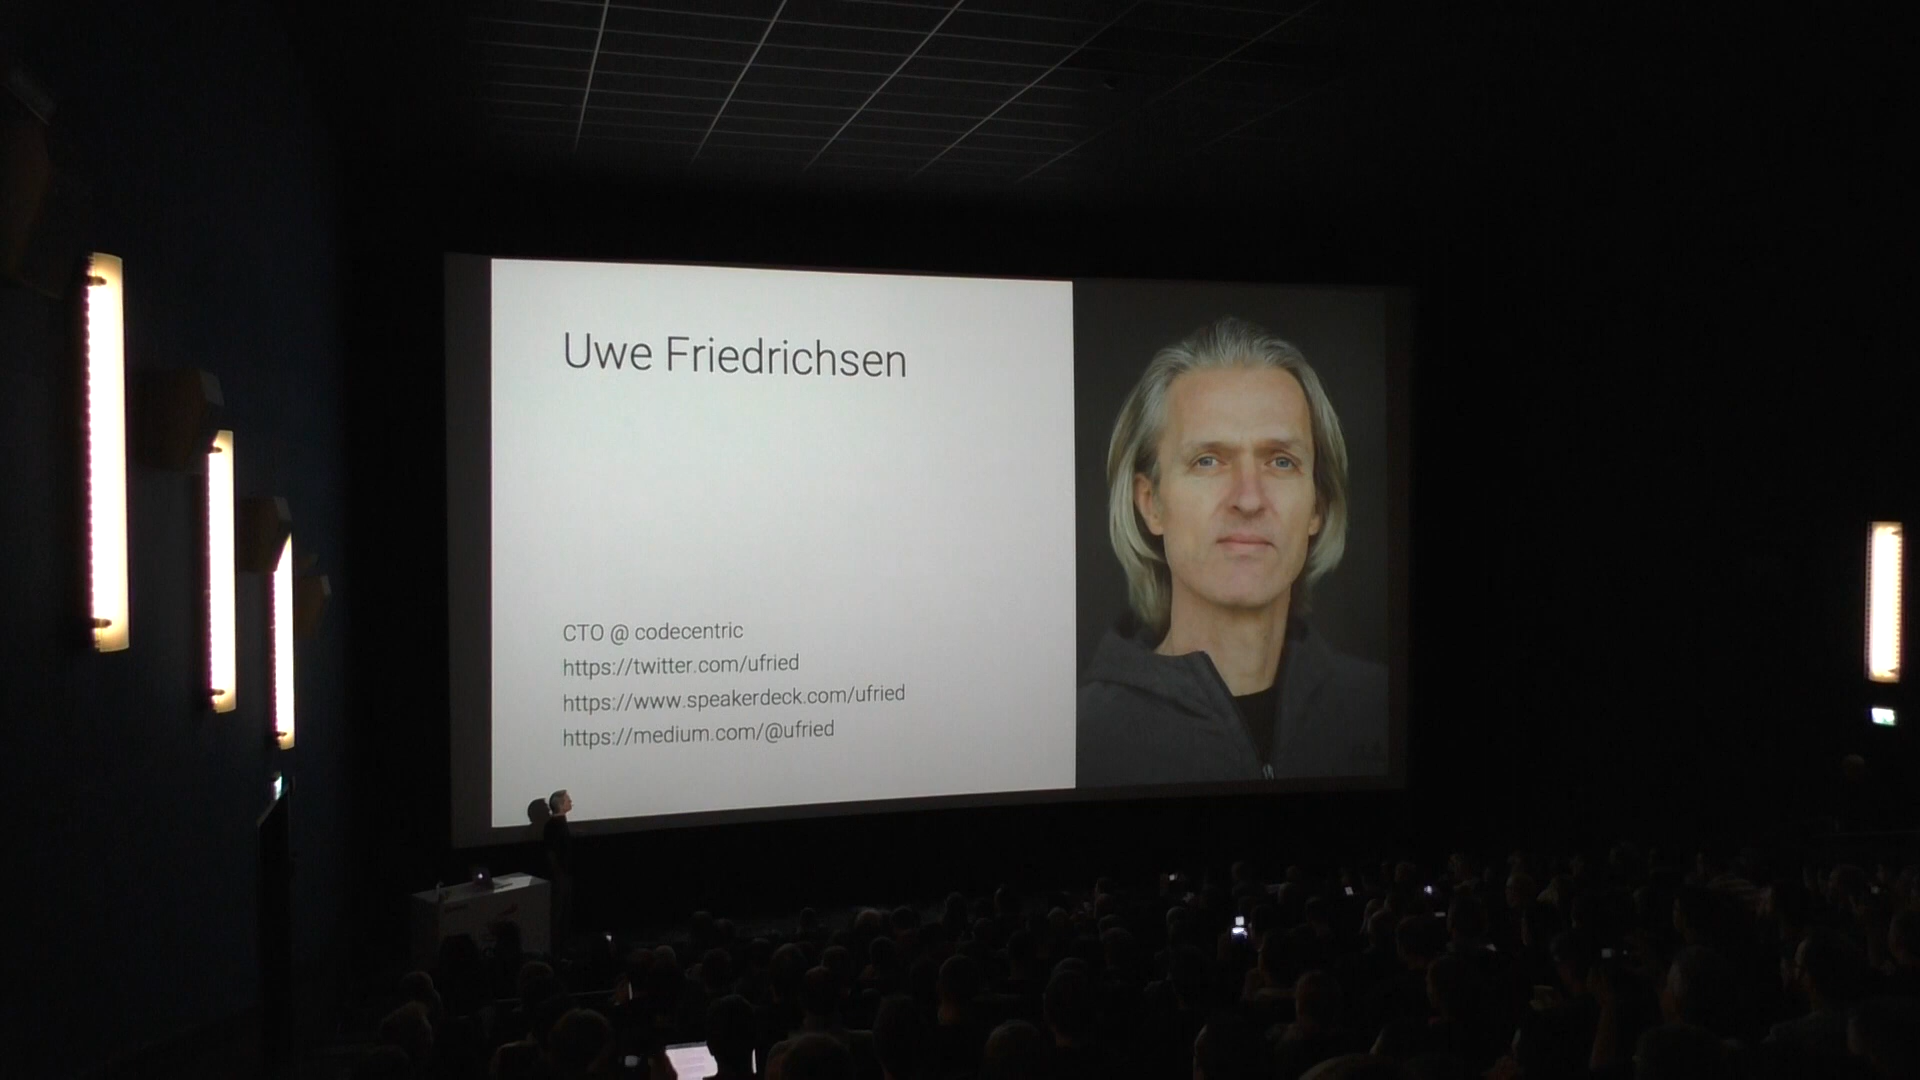 Uwe Friedrichsen
CTO @ codecentric
https://twitter.com/ufried
https://www.speakerdeck.com/ufried
https://medium.com/@ufried